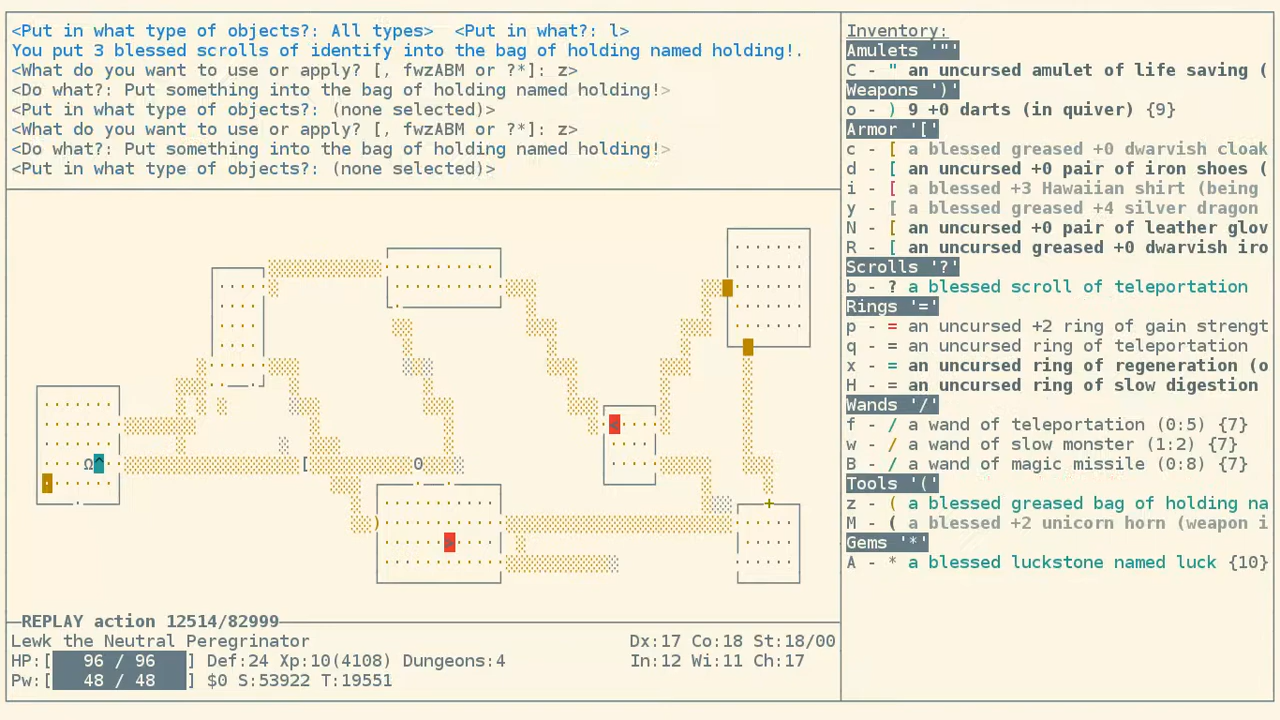 <Put in what type of objects?: All types>  <Put in what?: l>
You put 3 blessed scrolls of identify into the bag of holding named holding!.
<What do you want to use or apply? [, fwzABM or ?*]: z>
<Do what?: Put something into the bag of holding named holding!>
<Put in what type of objects?: (none selected)>
<What do you want to use or apply? [, fwzABM or ?*]: z>
<Do what?: Put something into the bag of holding named holding!>
<Put in what type of objects?: (none selected)>
REPLAY action 12514/82999
Lewk the Neutral Peregrinator Dx:17 Co:18 St:18/00
HP:[ 96 / 96 ] Def:24 Xp:10(4108) Dungeons:4 In:12 Wi:11 Ch:17
Pw:[ 48 / 48 ] $0 S:53922 T:19551
Inventory:
Amulets '"'
C - " an uncursed amulet of life saving (
Weapons ')'
o - ) 9 +0 darts (in quiver) {9}
Armor '['
c - [ a blessed greased +0 dwarvish cloak
d - [ an uncursed +0 pair of iron shoes (
i - [ a blessed +3 Hawaiian shirt (being
y - [ a blessed greased +4 silver dragon
N - [ an uncursed +0 pair of leather glov
R - [ an uncursed greased +0 dwarvish iro
Scrolls '?'
b - ? a blessed scroll of teleportation
Rings '='
p - = an uncursed +2 ring of gain strengt
q - = an uncursed ring of teleportation
x - = an uncursed ring of regeneration (o
H - = an uncursed ring of slow digestion
Wands '/'
f - / a wand of teleportation (0:5) {7}
w - / a wand of slow monster (1:2) {7}
B - / a wand of magic missile (0:8) {7}
Tools '('
z - ( a blessed greased bag of holding na
M - ( a blessed +2 unicorn horn (weapon i
Gems '*'
A - * a blessed luckstone named luck {10}